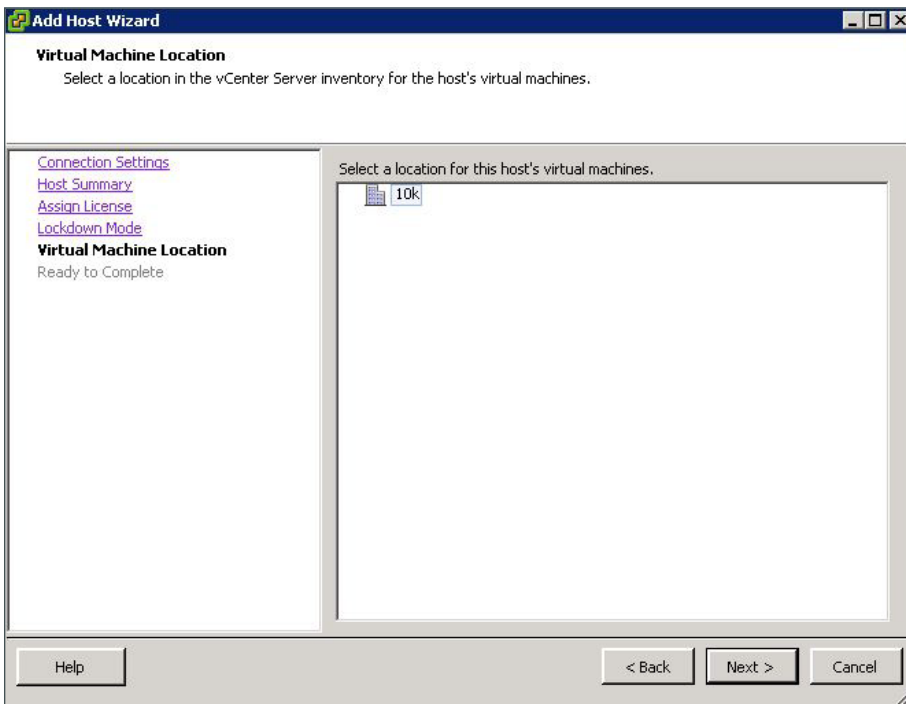 Add Host Wizard
Virtual Machine Location
Select a location in the vCenter Server inventory for the host's virtual machines.
Connection Settings
Host Summary
Assign License
Lockdown Mode
Virtual Machine Location
Ready to Complete
Select a location for this host's virtual machines.
10k
Help
< Back
Next >
Cancel